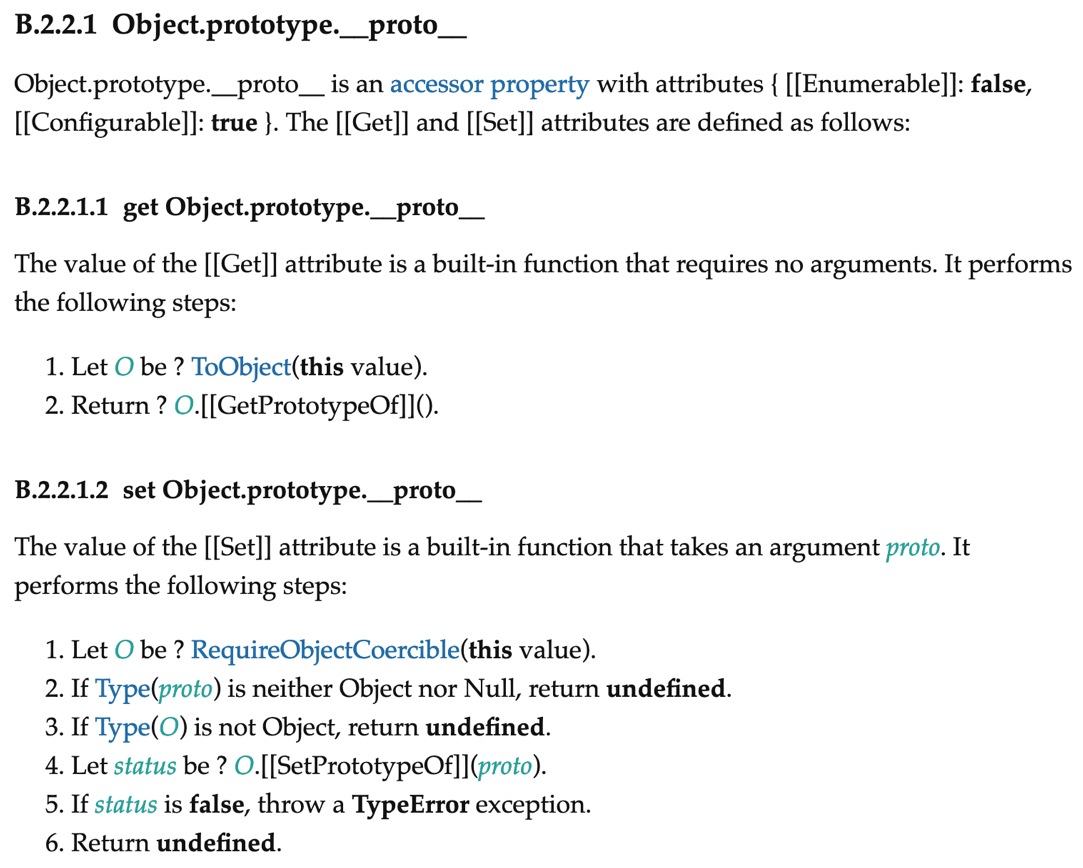 B.2.2.1 Object.prototype.__proto__
Object.prototype.__proto__ is an accessor property with attributes { [[Enumerable]]: false,
[[Configurable]]: true }. The [[Get]] and [[Set]] attributes are defined as follows:
B.2.2.1.1 get Object.prototype.__proto__
The value of the [[Get]] attribute is a built-in function that requires no arguments. It performs
the following steps:
1. Let O be ? ToObject(this value).
2. Return ? O.[[GetPrototypeOf]]().
B.2.2.1.2 set Object.prototype.__proto__
The value of the [[Set]] attribute is a built-in function that takes an argument proto. It
performs the following steps:
1. Let O be ? RequireObjectCoercible(this value).
2. If Type(proto) is neither Object nor Null, return undefined.
3. If Type(O) is not Object, return undefined.
4. Let status be ? O.[[SetPrototypeOf]](proto).
5. If status is false, throw a TypeError exception.
6. Return undefined.